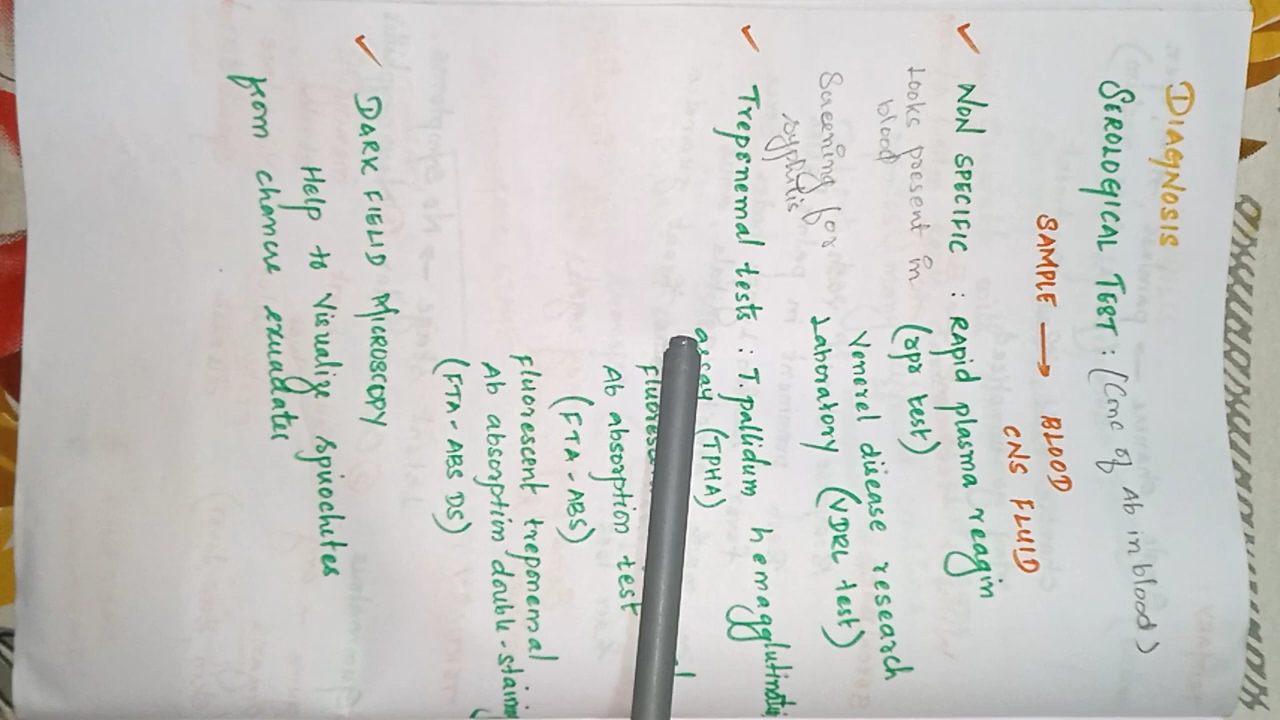 DIAGNOSIS
SEROLOGICAL TEST : (Conc of Ab in blood)
SAMPLE → BLOOD
CNS FLUID
✓ NON SPECIFIC : RAPID plasma reagin
Looks present in (rpr test)
blood
Venerel disease research
Screening for Laboratory (VDRL test)
syphilis
✓ Treponemal tests : T. pallidum hemagglutination
assay (TPHA)
Ab absorption test
(FTA-ABS)
Fluorescent treponemal
Ab absorption double-staining
(FTA-ABS DS)
✓ DARK FIELD MICROSCOPY
Help to Visualize spirochetes
from chancre exudates